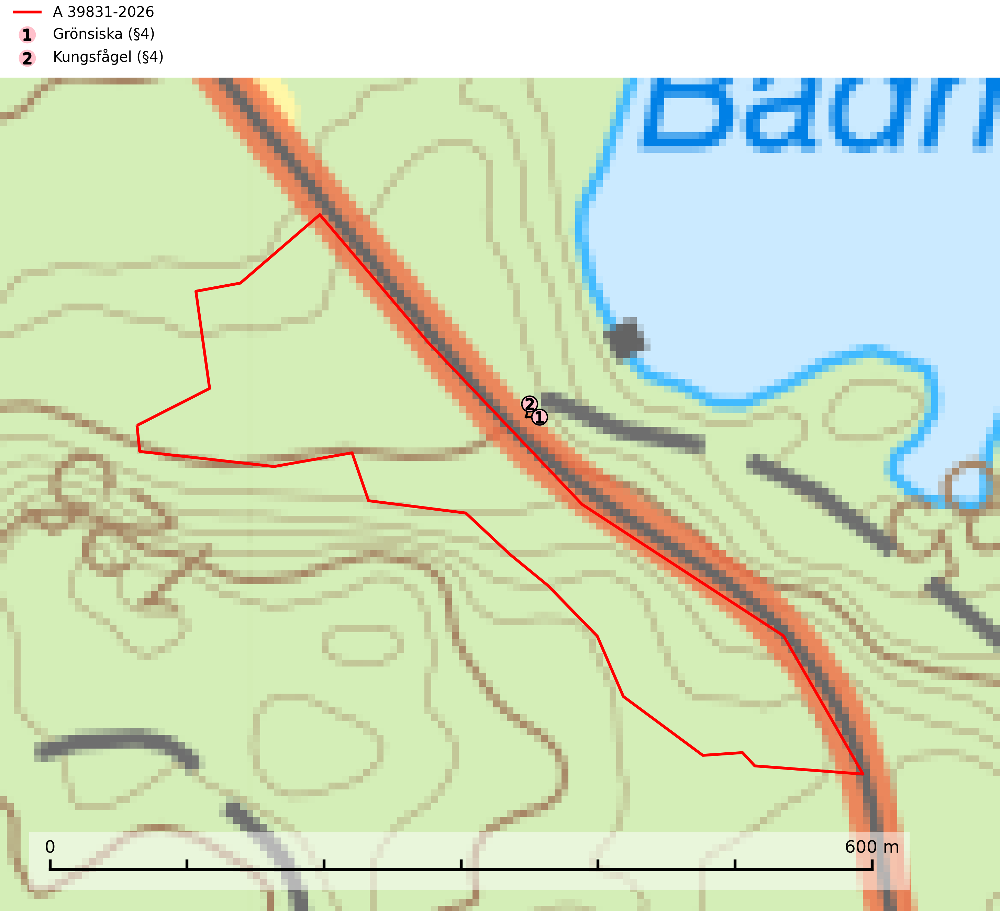 A 39831-2026
1 Grönsiska (§4)
2 Kungsfågel (§4)
2
1
0
600 m